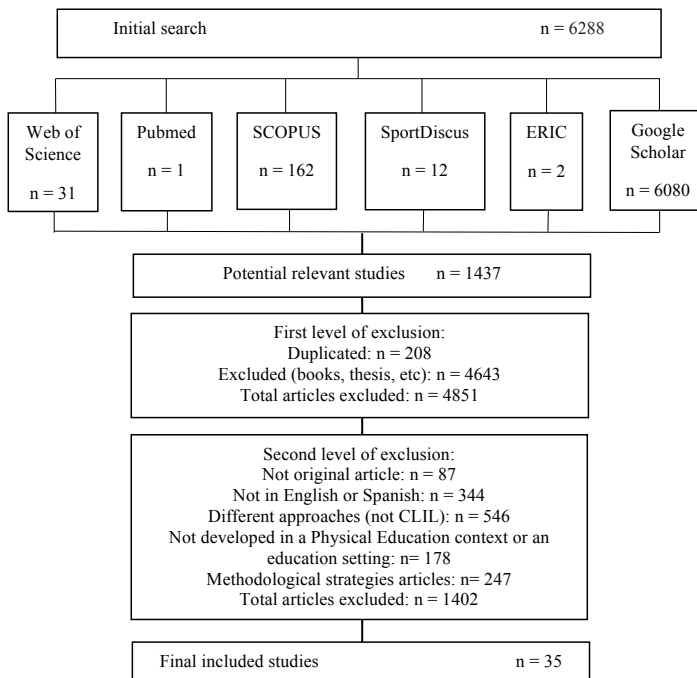 Initial search n = 6288
Web of
Science
n = 31
Pubmed
n = 1
SCOPUS
n = 162
SportDiscus
n = 12
ERIC
n = 2
Google
Scholar
n = 6080
Potential relevant studies n = 1437
First level of exclusion:
Duplicated: n = 208
Excluded (books, thesis, etc): n = 4643
Total articles excluded: n = 4851
Second level of exclusion:
Not original article: n = 87
Not in English or Spanish: n = 344
Different approaches (not CLIL): n = 546
Not developed in a Physical Education context or an
education setting: n= 178
Methodological strategies articles: n= 247
Total articles excluded: n = 1402
Final included studies n = 35